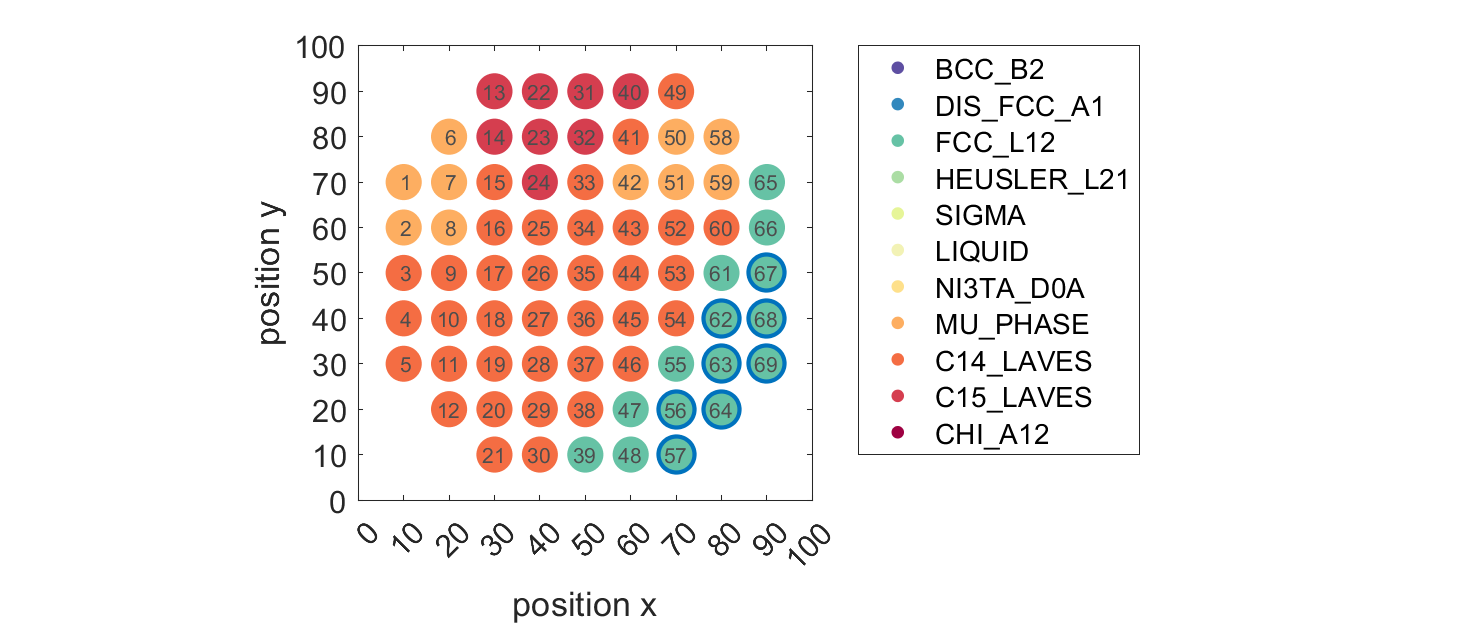 100
90 13 22 31 40 49
80 6 14 23 32 41 50 58
70 1 7 15 24 33 42 51 59 65
60 2 8 16 25 34 43 52 60 66
50 3 9 17 26 35 44 53 61 67
40 4 10 18 27 36 45 54 62 68
30 5 11 19 28 37 46 55 63 69
20 12 20 29 38 47 56 64
10 21 30 39 48 57
0
position y
0 10 20 30 40 50 60 70 80 90 100
position x
BCC_B2
DIS_FCC_A1
FCC_L12
HEUSLER_L21
SIGMA
LIQUID
NI3TA_D0A
MU_PHASE
C14_LAVES
C15_LAVES
CHI_A12